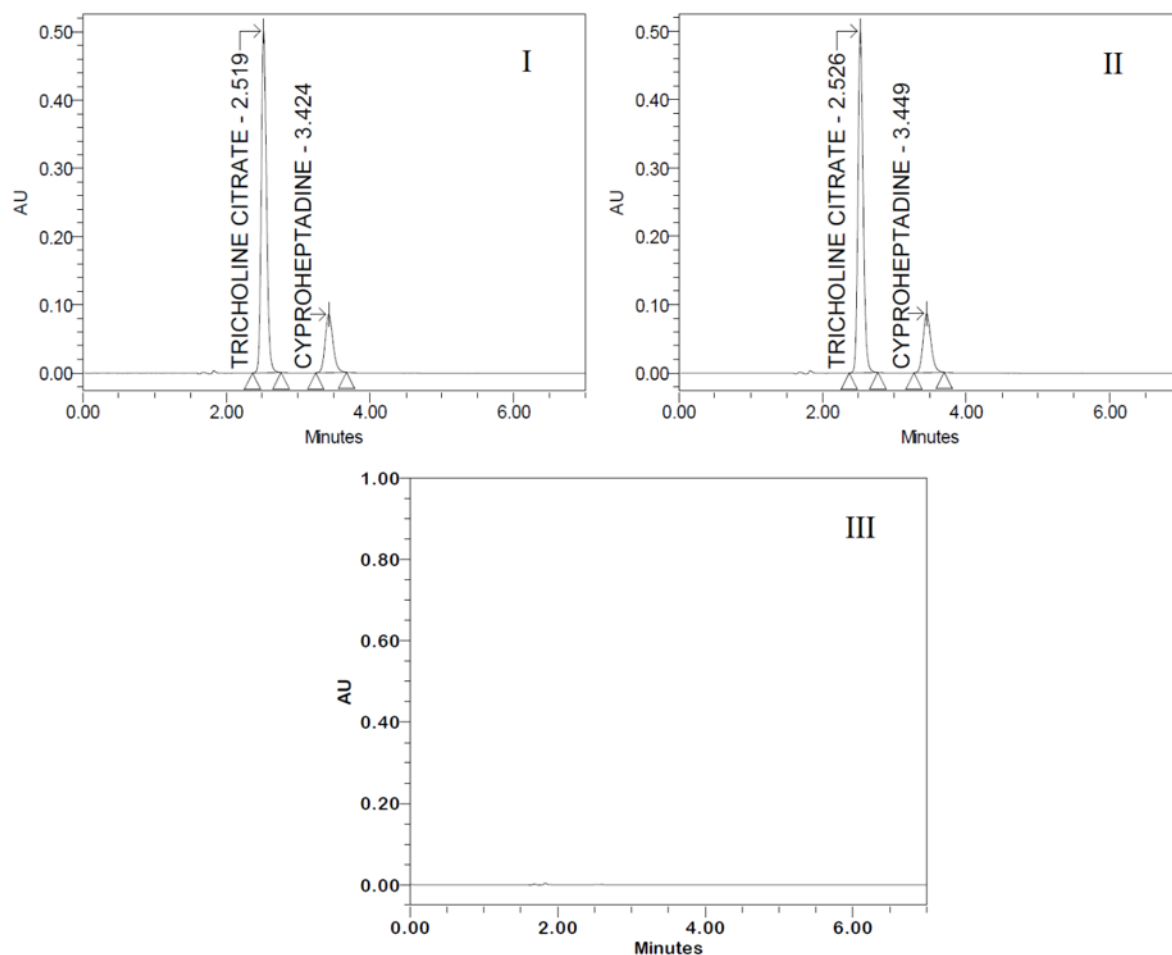 I
AU
0.50
0.40
0.30
0.20
0.10
0.00
TRICHOLINE CITRATE - 2.519
CYPROHEPTADINE - 3.424
0.00 2.00 4.00 6.00
Minutes
II
AU
0.50
0.40
0.30
0.20
0.10
0.00
TRICHOLINE CITRATE - 2.526
CYPROHEPTADINE - 3.449
0.00 2.00 4.00 6.00
Minutes
III
AU
1.00
0.80
0.60
0.40
0.20
0.00
0.00 2.00 4.00 6.00
Minutes